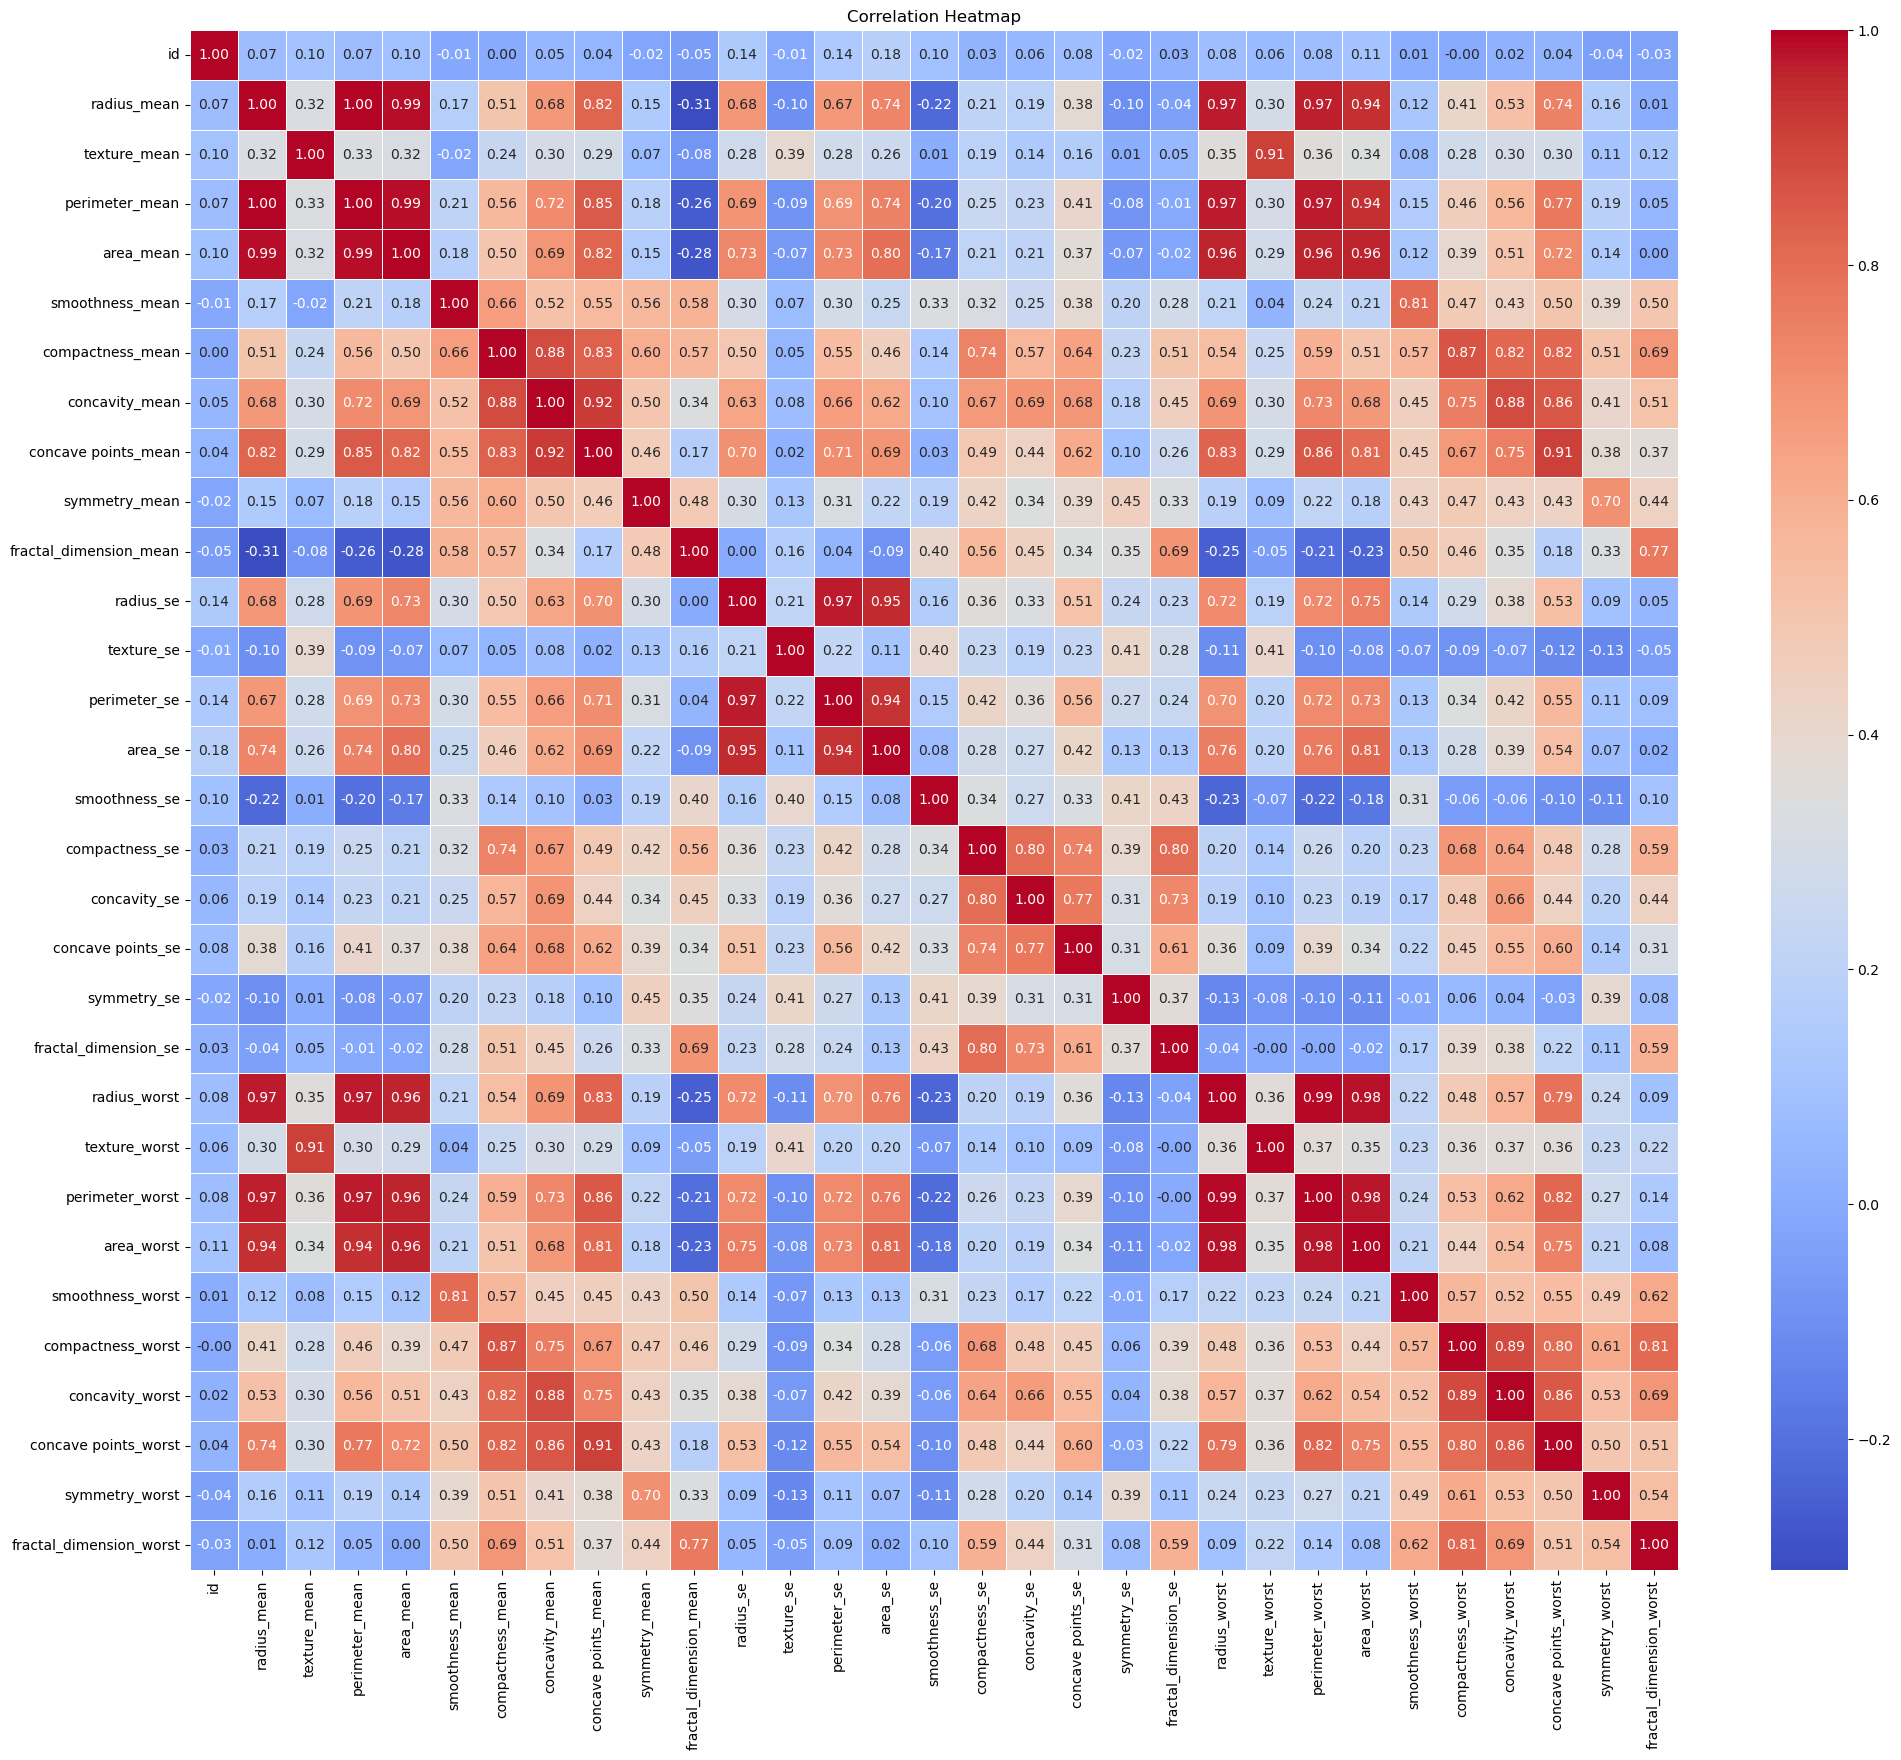 Correlation Heatmap
id 1.00 0.07 0.10 0.07 0.10 -0.01 0.00 0.05 0.04 -0.02 -0.05 0.14 -0.01 0.14 0.18 0.10 0.03 0.06 0.08 -0.02 0.03 0.08 0.06 0.08 0.11 0.01 -0.00 0.02 0.04 -0.04 -0.03
radius_mean 0.07 1.00 0.32 1.00 0.99 0.17 0.51 0.68 0.82 0.15 -0.31 0.68 -0.10 0.67 0.74 -0.22 0.21 0.19 0.38 -0.10 -0.04 0.97 0.30 0.97 0.94 0.12 0.41 0.53 0.74 0.16 0.01
texture_mean 0.10 0.32 1.00 0.33 0.32 -0.02 0.24 0.30 0.29 0.07 -0.08 0.28 0.39 0.28 0.26 0.01 0.19 0.14 0.16 0.01 0.05 0.35 0.91 0.36 0.34 0.08 0.28 0.30 0.30 0.11 0.12
perimeter_mean 0.07 1.00 0.33 1.00 0.99 0.21 0.56 0.72 0.85 0.18 -0.26 0.69 -0.09 0.69 0.74 -0.20 0.25 0.23 0.41 -0.08 -0.01 0.97 0.30 0.97 0.94 0.15 0.46 0.56 0.77 0.19 0.05
area_mean 0.10 0.99 0.32 0.99 1.00 0.18 0.50 0.69 0.82 0.15 -0.28 0.73 -0.07 0.73 0.80 -0.17 0.21 0.21 0.37 -0.07 -0.02 0.96 0.29 0.96 0.96 0.12 0.39 0.51 0.72 0.14 0.00
smoothness_mean -0.01 0.17 -0.02 0.21 0.18 1.00 0.66 0.52 0.55 0.56 0.58 0.30 0.07 0.30 0.25 0.33 0.32 0.25 0.38 0.20 0.28 0.21 0.04 0.24 0.21 0.81 0.47 0.43 0.50 0.39 0.50
compactness_mean 0.00 0.51 0.24 0.56 0.50 0.66 1.00 0.88 0.83 0.60 0.57 0.50 0.05 0.55 0.46 0.14 0.74 0.57 0.64 0.23 0.51 0.54 0.25 0.59 0.51 0.57 0.87 0.82 0.82 0.51 0.69
concavity_mean 0.05 0.68 0.30 0.72 0.69 0.52 0.88 1.00 0.92 0.50 0.34 0.63 0.08 0.66 0.62 0.10 0.67 0.69 0.68 0.18 0.45 0.69 0.30 0.73 0.68 0.45 0.75 0.88 0.86 0.41 0.51
concave points_mean 0.04 0.82 0.29 0.85 0.82 0.55 0.83 0.92 1.00 0.46 0.17 0.70 0.02 0.71 0.69 0.03 0.49 0.44 0.62 0.10 0.26 0.83 0.29 0.86 0.81 0.45 0.67 0.75 0.91 0.38 0.37
symmetry_mean -0.02 0.15 0.07 0.18 0.15 0.56 0.60 0.50 0.46 1.00 0.48 0.30 0.13 0.31 0.22 0.19 0.42 0.34 0.39 0.45 0.33 0.19 0.09 0.22 0.18 0.43 0.47 0.43 0.43 0.70 0.44
fractal_dimension_mean -0.05 -0.31 -0.08 -0.26 -0.28 0.58 0.57 0.34 0.17 0.48 1.00 0.00 0.16 0.04 -0.09 0.40 0.56 0.45 0.34 0.35 0.69 -0.25 -0.05 -0.21 -0.23 0.50 0.46 0.35 0.18 0.33 0.77
radius_se 0.14 0.68 0.28 0.69 0.73 0.30 0.50 0.63 0.70 0.30 0.00 1.00 0.21 0.97 0.95 0.16 0.36 0.33 0.51 0.24 0.23 0.72 0.19 0.72 0.75 0.14 0.29 0.38 0.53 0.09 0.05
texture_se -0.01 -0.10 0.39 -0.09 -0.07 0.07 0.05 0.08 0.02 0.13 0.16 0.21 1.00 0.22 0.11 0.40 0.23 0.19 0.23 0.41 0.28 -0.11 0.41 -0.10 -0.08 -0.07 -0.09 -0.07 -0.12 -0.13 -0.05
perimeter_se 0.14 0.67 0.28 0.69 0.73 0.30 0.55 0.66 0.71 0.31 0.04 0.97 0.22 1.00 0.94 0.15 0.42 0.36 0.56 0.27 0.24 0.70 0.20 0.72 0.73 0.13 0.34 0.42 0.55 0.11 0.09
area_se 0.18 0.74 0.26 0.74 0.80 0.25 0.46 0.62 0.69 0.22 -0.09 0.95 0.11 0.94 1.00 0.08 0.28 0.27 0.42 0.13 0.13 0.76 0.20 0.76 0.81 0.13 0.28 0.39 0.54 0.07 0.02
smoothness_se 0.10 -0.22 0.01 -0.20 -0.17 0.33 0.14 0.10 0.03 0.19 0.40 0.16 0.40 0.15 0.08 1.00 0.34 0.27 0.33 0.41 0.43 -0.23 -0.07 -0.22 -0.18 0.31 -0.06 -0.06 -0.10 -0.11 0.10
compactness_se 0.03 0.21 0.19 0.25 0.21 0.32 0.74 0.67 0.49 0.42 0.56 0.36 0.23 0.42 0.28 0.34 1.00 0.80 0.74 0.39 0.80 0.20 0.14 0.26 0.20 0.23 0.68 0.64 0.48 0.28 0.59
concavity_se 0.06 0.19 0.14 0.23 0.21 0.25 0.57 0.69 0.44 0.34 0.45 0.33 0.19 0.36 0.27 0.27 0.80 1.00 0.77 0.31 0.73 0.19 0.10 0.23 0.19 0.17 0.48 0.66 0.44 0.20 0.44
concave points_se 0.08 0.38 0.16 0.41 0.37 0.38 0.64 0.68 0.62 0.39 0.34 0.51 0.23 0.56 0.42 0.33 0.74 0.77 1.00 0.31 0.61 0.36 0.09 0.39 0.34 0.22 0.45 0.55 0.60 0.14 0.31
symmetry_se -0.02 -0.10 0.01 -0.08 -0.07 0.20 0.23 0.18 0.10 0.45 0.35 0.24 0.41 0.27 0.13 0.41 0.39 0.31 0.31 1.00 0.37 -0.13 -0.08 -0.10 -0.11 -0.01 0.06 0.04 -0.03 0.39 0.08
fractal_dimension_se 0.03 -0.04 0.05 -0.01 -0.02 0.28 0.51 0.45 0.26 0.33 0.69 0.23 0.28 0.24 0.13 0.43 0.80 0.73 0.61 0.37 1.00 -0.04 -0.00 -0.00 -0.02 0.17 0.39 0.38 0.22 0.11 0.59
radius_worst 0.08 0.97 0.35 0.97 0.96 0.21 0.54 0.69 0.83 0.19 -0.25 0.72 -0.11 0.70 0.76 -0.23 0.20 0.19 0.36 -0.13 -0.04 1.00 0.36 0.99 0.98 0.22 0.48 0.57 0.79 0.24 0.09
texture_worst 0.06 0.30 0.91 0.30 0.29 0.04 0.25 0.30 0.29 0.09 -0.05 0.19 0.41 0.20 0.20 -0.07 0.14 0.10 0.09 -0.08 -0.00 0.36 1.00 0.37 0.35 0.23 0.36 0.37 0.36 0.23 0.22
perimeter_worst 0.08 0.97 0.36 0.97 0.96 0.24 0.59 0.73 0.86 0.22 -0.21 0.72 -0.10 0.72 0.76 -0.22 0.26 0.23 0.39 -0.10 -0.00 0.99 0.37 1.00 0.98 0.24 0.53 0.62 0.82 0.27 0.14
area_worst 0.11 0.94 0.34 0.94 0.96 0.21 0.51 0.68 0.81 0.18 -0.23 0.75 -0.08 0.73 0.81 -0.18 0.20 0.19 0.34 -0.11 -0.02 0.98 0.35 0.98 1.00 0.21 0.44 0.54 0.75 0.21 0.08
smoothness_worst 0.01 0.12 0.08 0.15 0.12 0.81 0.57 0.45 0.45 0.43 0.50 0.14 -0.07 0.13 0.13 0.31 0.23 0.17 0.22 -0.01 0.17 0.22 0.23 0.24 0.21 1.00 0.57 0.52 0.55 0.49 0.62
compactness_worst -0.00 0.41 0.28 0.46 0.39 0.47 0.87 0.75 0.67 0.47 0.46 0.29 -0.09 0.34 0.28 -0.06 0.68 0.48 0.45 0.06 0.39 0.48 0.36 0.53 0.44 0.57 1.00 0.89 0.80 0.61 0.81
concavity_worst 0.02 0.53 0.30 0.56 0.51 0.43 0.82 0.88 0.75 0.43 0.35 0.38 -0.07 0.42 0.39 -0.06 0.64 0.66 0.55 0.04 0.38 0.57 0.37 0.62 0.54 0.52 0.89 1.00 0.86 0.53 0.69
concave points_worst 0.04 0.74 0.30 0.77 0.72 0.50 0.82 0.86 0.91 0.43 0.18 0.53 -0.12 0.55 0.54 -0.10 0.48 0.44 0.60 -0.03 0.22 0.79 0.36 0.82 0.75 0.55 0.80 0.86 1.00 0.50 0.51
symmetry_worst -0.04 0.16 0.11 0.19 0.14 0.39 0.51 0.41 0.38 0.70 0.33 0.09 -0.13 0.11 0.07 -0.11 0.28 0.20 0.14 0.39 0.11 0.24 0.23 0.27 0.21 0.49 0.61 0.53 0.50 1.00 0.54
fractal_dimension_worst -0.03 0.01 0.12 0.05 0.00 0.50 0.69 0.51 0.37 0.44 0.77 0.05 -0.05 0.09 0.02 0.10 0.59 0.44 0.31 0.08 0.59 0.09 0.22 0.14 0.08 0.62 0.81 0.69 0.51 0.54 1.00
id
radius_mean
texture_mean
perimeter_mean
area_mean
smoothness_mean
compactness_mean
concavity_mean
concave points_mean
symmetry_mean
fractal_dimension_mean
radius_se
texture_se
perimeter_se
area_se
smoothness_se
compactness_se
concavity_se
concave points_se
symmetry_se
fractal_dimension_se
radius_worst
texture_worst
perimeter_worst
area_worst
smoothness_worst
compactness_worst
concavity_worst
concave points_worst
symmetry_worst
fractal_dimension_worst
1.0
0.8
0.6
0.4
0.2
0.0
−0.2